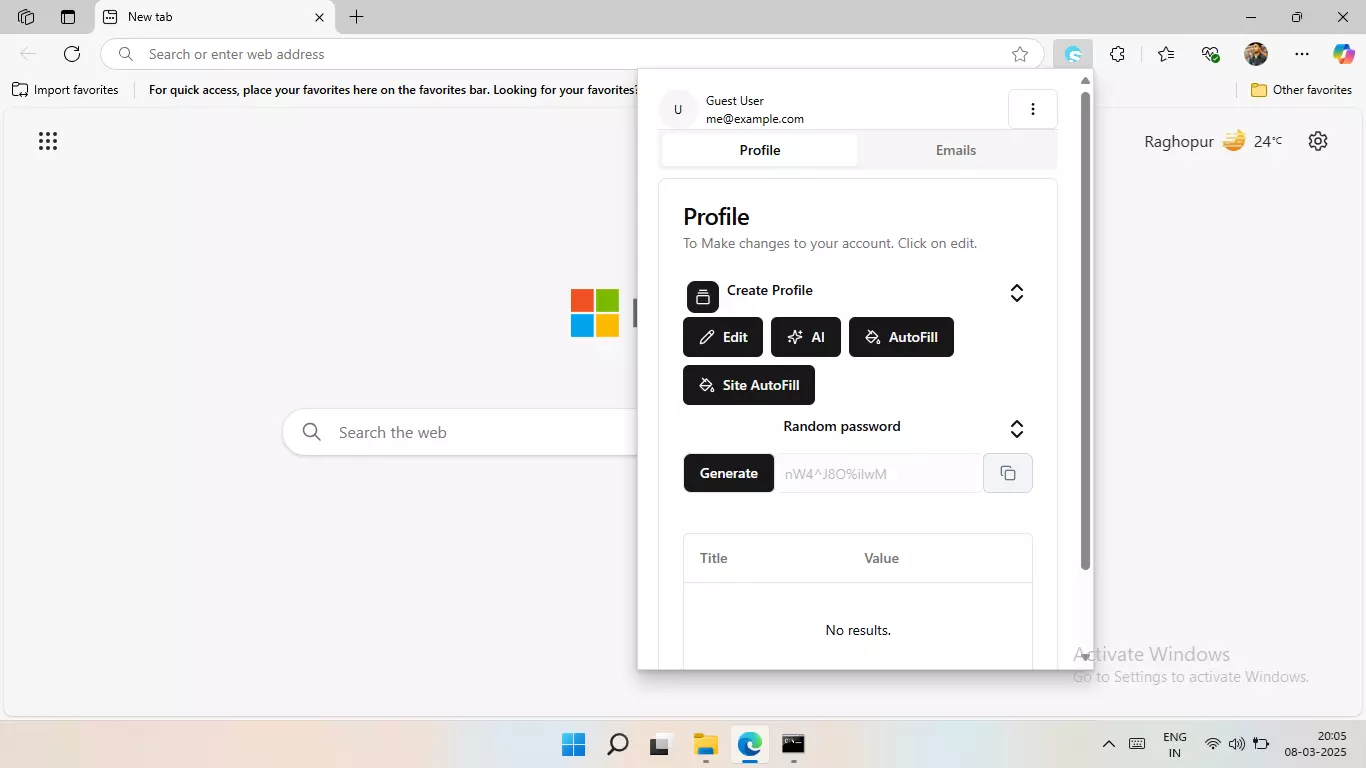 New tab
Search or enter web address
Import favorites
For quick access, place your favorites here on the favorites bar. Looking for your favorites?
Other favorites
U
Guest User
me@example.com
Profile
Emails
Raghopur
24°C
Profile
To Make changes to your account. Click on edit.
Create Profile
Edit
AI
AutoFill
Site AutoFill
Search the web
Random password
Generate
Title
Value
No results.
Activate Windows
Go to Settings to activate Windows.
ENG
IN
20:05
08-03-2025